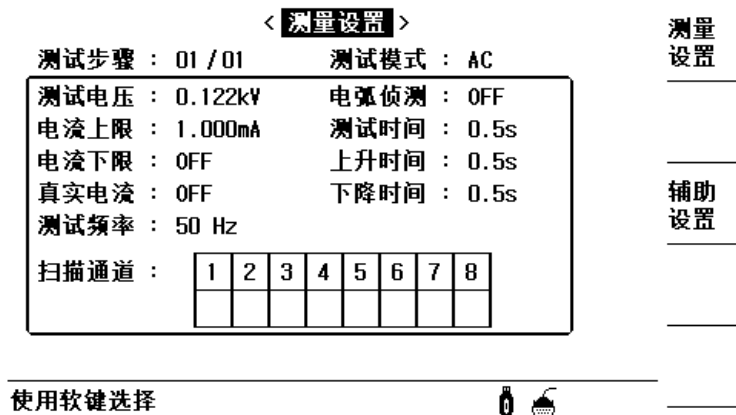 < 测量设置 >
测试步骤 : 01 / 01 测试模式 : AC
测试电压 : 0.122kV 电弧侦测 : OFF
电流上限 : 1.000mA 测试时间 : 0.5s
电流下限 : OFF 上升时间 : 0.5s
真实电流 : OFF 下降时间 : 0.5s
测试频率 : 50 Hz
扫描通道 : 1 2 3 4 5 6 7 8
使用软键选择
测量
设置
辅助
设置